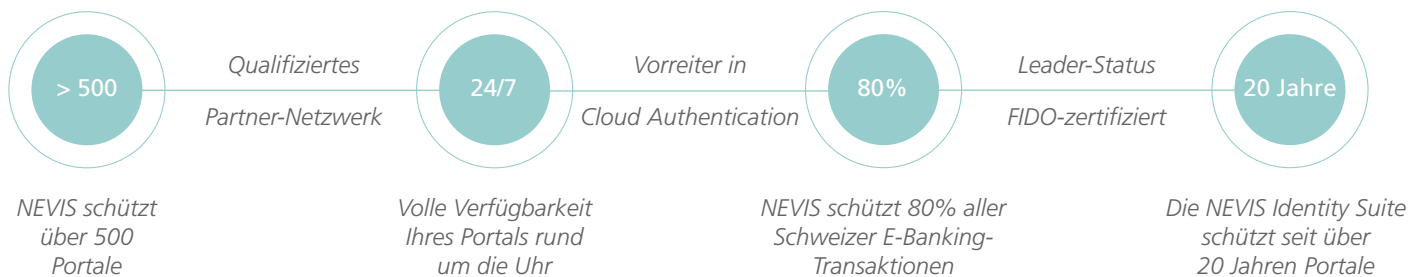 > 500
Qualifiziertes
Partner-Netzwerk
24/7
Vorreiter in
Cloud Authentication
80%
Leader-Status
FIDO-zertifiziert
20 Jahre
NEVIS schützt
über 500
Portale
Volle Verfügbarkeit
Ihres Portals rund
um die Uhr
NEVIS schützt 80% aller
Schweizer E-Banking-
Transaktionen
Die NEVIS Identity Suite
schützt seit über
20 Jahren Portale